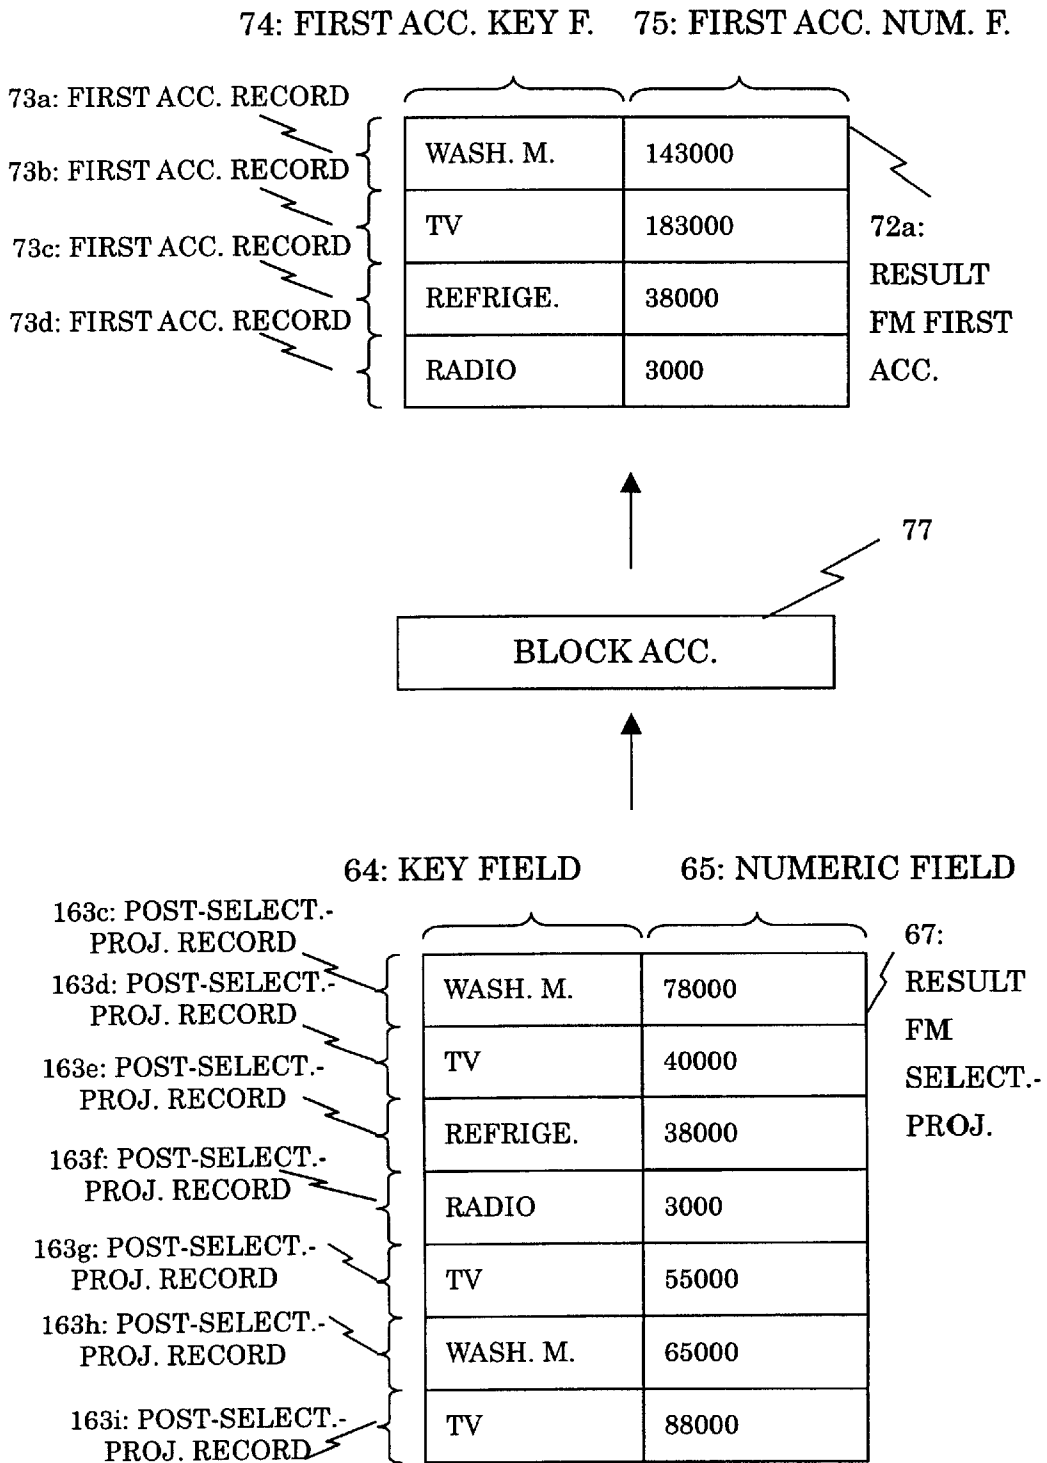 74: FIRST ACC. KEY F. 75: FIRST ACC. NUM. F.
73a: FIRST ACC. RECORD
73b: FIRST ACC. RECORD
73c: FIRST ACC. RECORD
73d: FIRST ACC. RECORD
WASH. M. 143000
TV 183000
REFRIGE. 38000
RADIO 3000
72a:
RESULT
FM FIRST
ACC.
77
BLOCK ACC.
64: KEY FIELD 65: NUMERIC FIELD
163c: POST-SELECT.-
PROJ. RECORD
163d: POST-SELECT.-
PROJ. RECORD
163e: POST-SELECT.-
PROJ. RECORD
163f: POST-SELECT.-
PROJ. RECORD
163g: POST-SELECT.-
PROJ. RECORD
163h: POST-SELECT.-
PROJ. RECORD
163i: POST-SELECT.-
PROJ. RECORD
WASH. M. 78000
TV 40000
REFRIGE. 38000
RADIO 3000
TV 55000
WASH. M. 65000
TV 88000
67:
RESULT
FM
SELECT.-
PROJ.